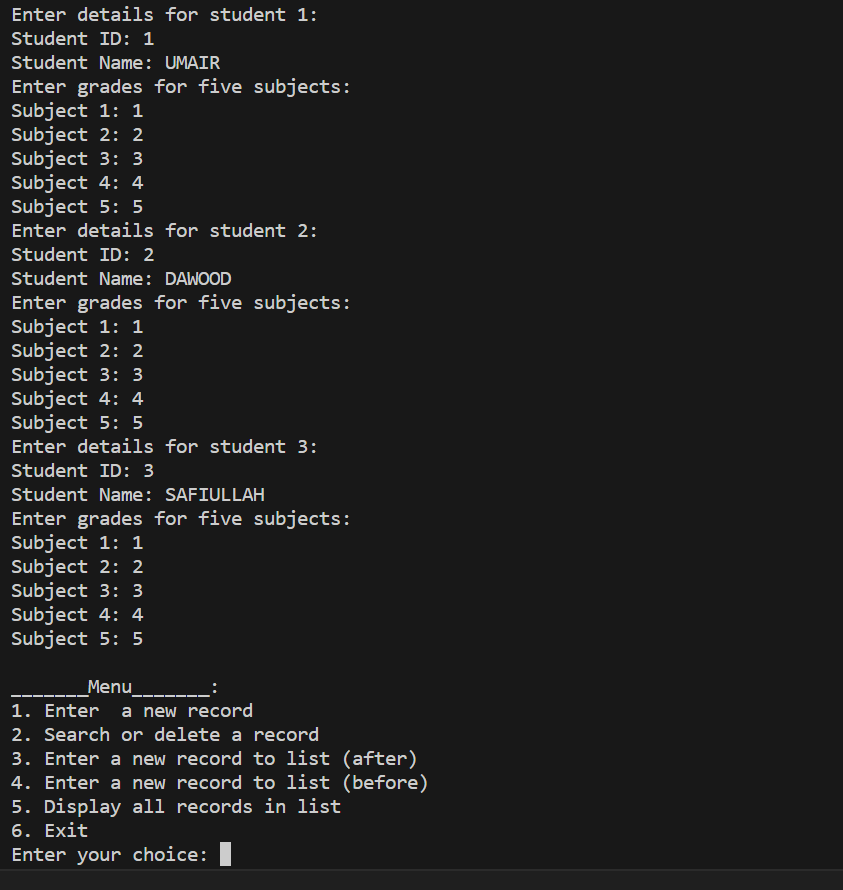 Enter details for student 1:
Student ID: 1
Student Name: UMAIR
Enter grades for five subjects:
Subject 1: 1
Subject 2: 2
Subject 3: 3
Subject 4: 4
Subject 5: 5
Enter details for student 2:
Student ID: 2
Student Name: DAWOOD
Enter grades for five subjects:
Subject 1: 1
Subject 2: 2
Subject 3: 3
Subject 4: 4
Subject 5: 5
Enter details for student 3:
Student ID: 3
Student Name: SAFIULLAH
Enter grades for five subjects:
Subject 1: 1
Subject 2: 2
Subject 3: 3
Subject 4: 4
Subject 5: 5

_______Menu_______:
1. Enter  a new record
2. Search or delete a record
3. Enter a new record to list (after)
4. Enter a new record to list (before)
5. Display all records in list
6. Exit
Enter your choice: